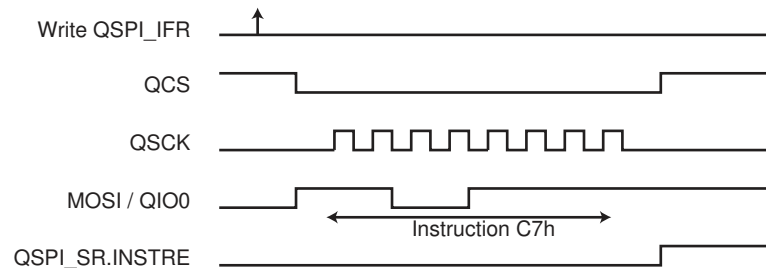 Write QSPI_IFR
QCS
QSCK
MOSI / QIO0
Instruction C7h
QSPI_SR.INSTRE